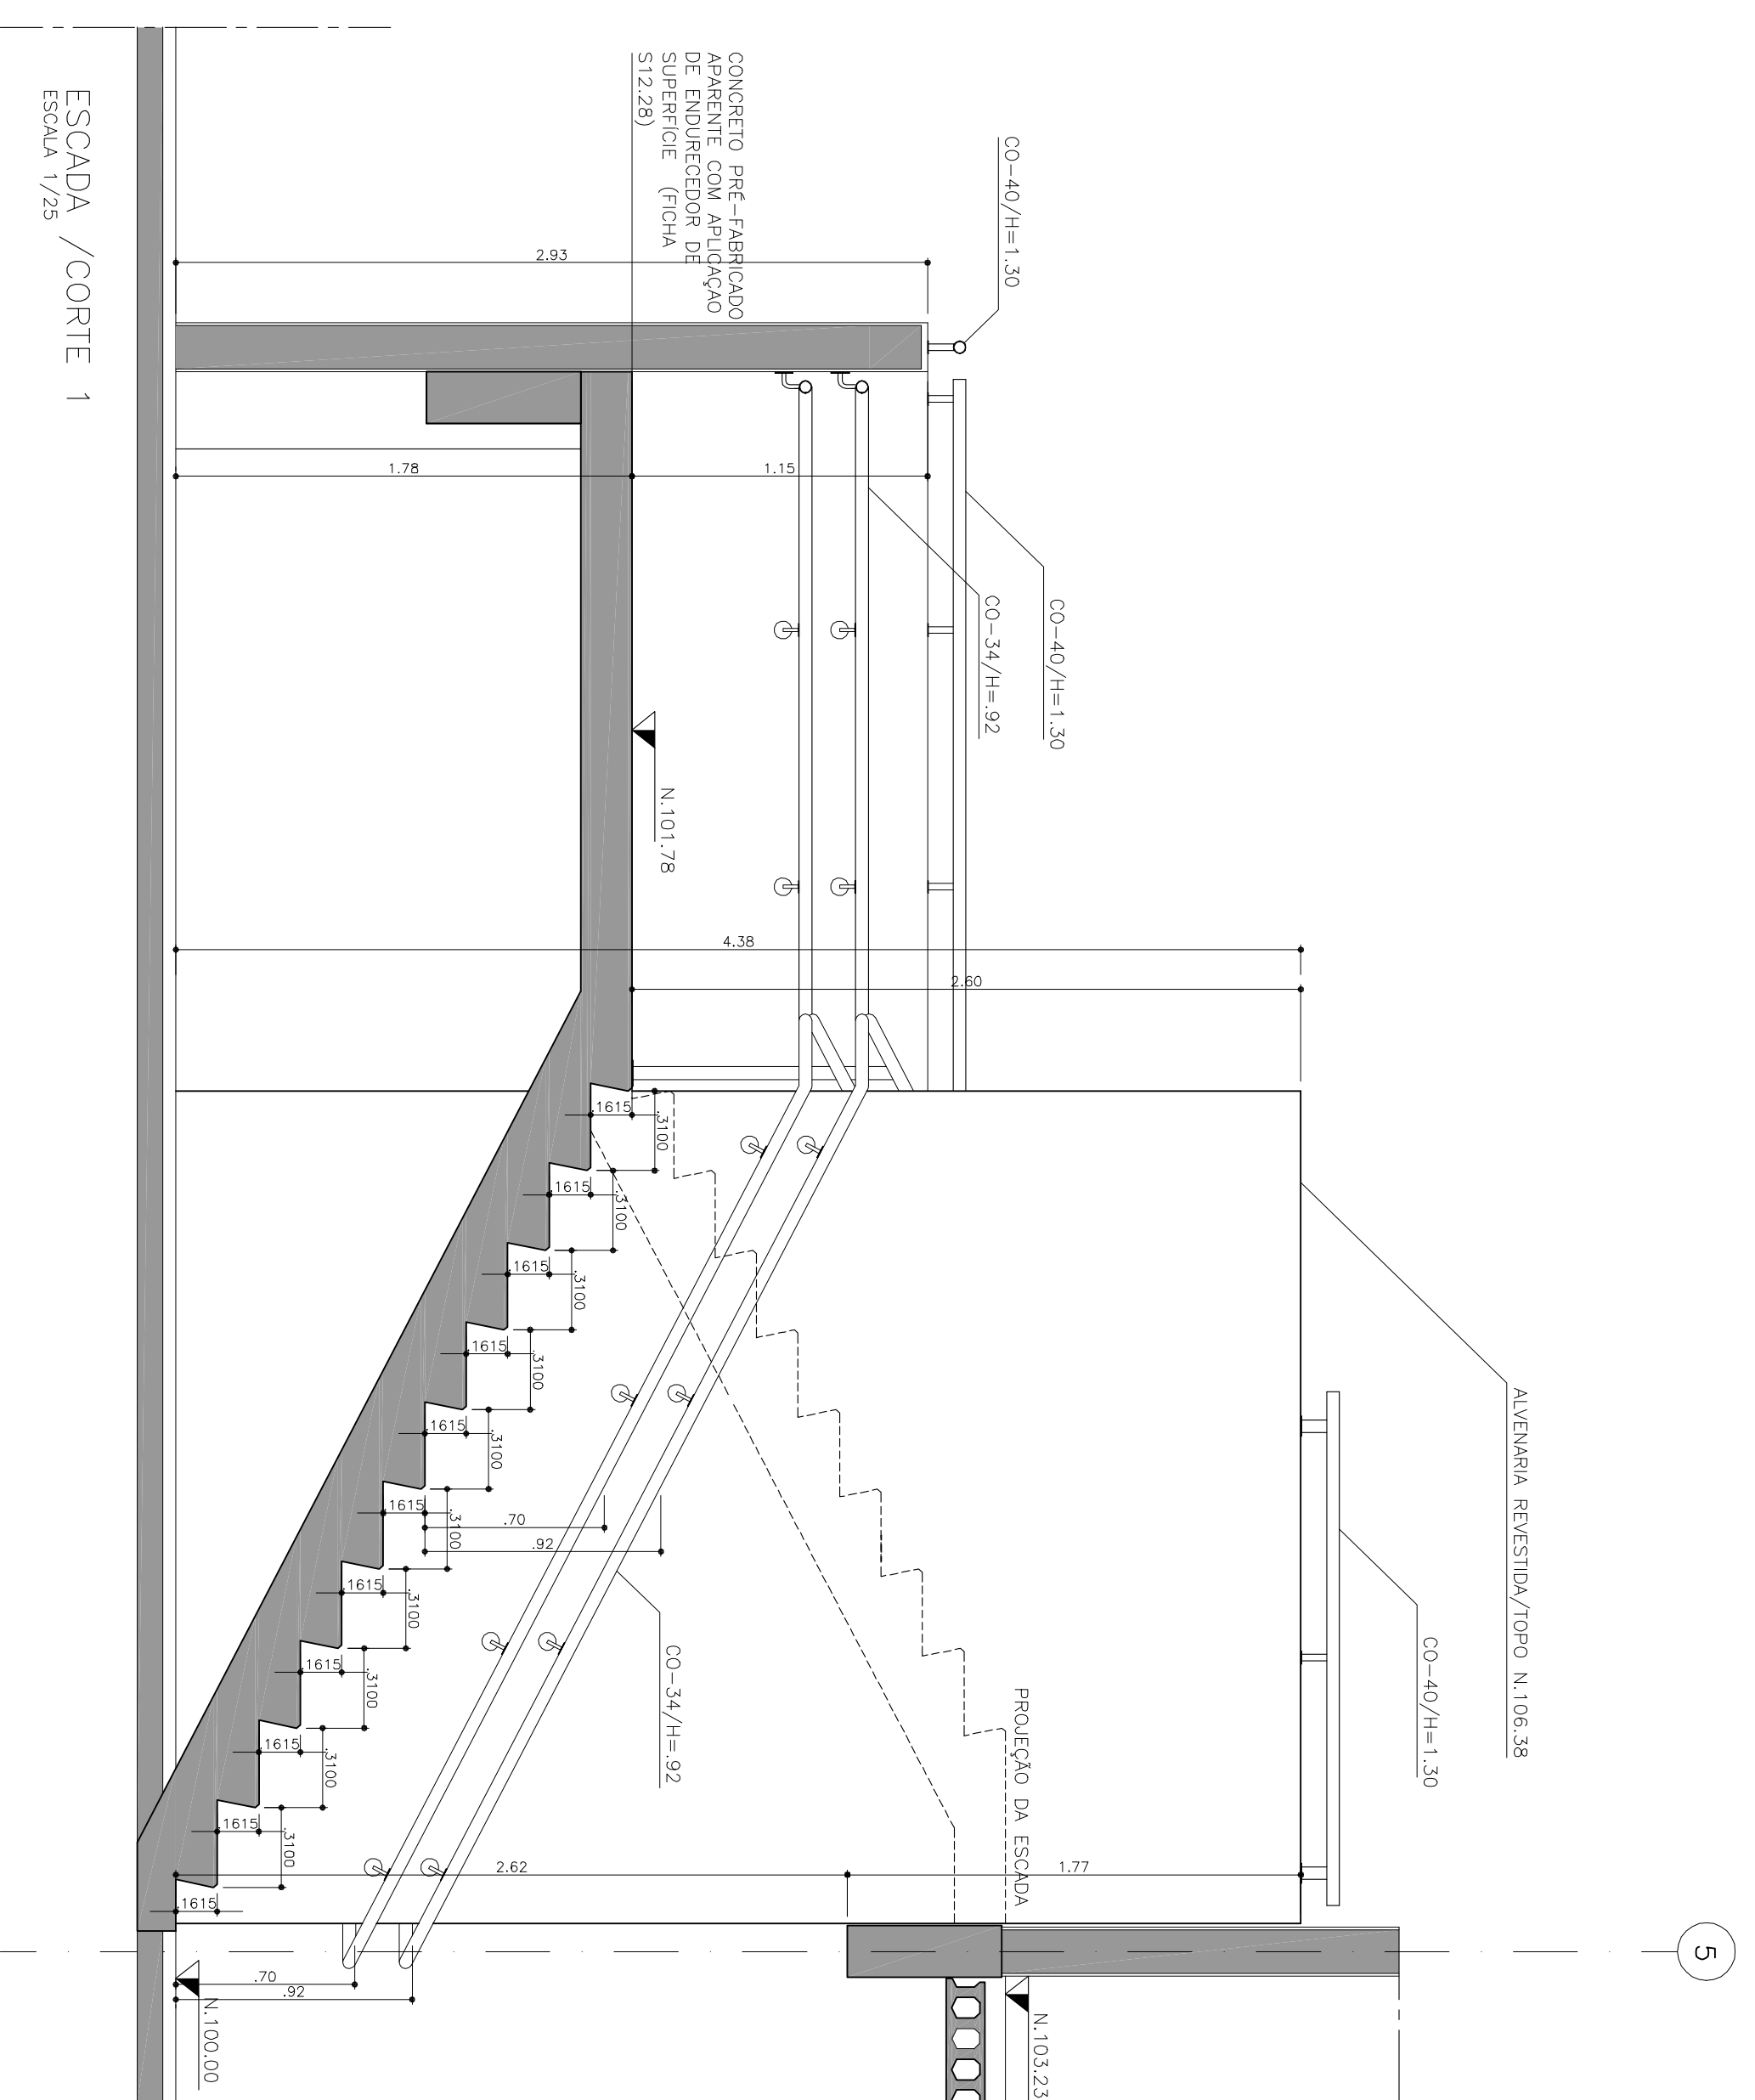 5
ALVENARIA REVESTIDA/TOPO N.106.38
CO-40/H=1.30
CO-40/H=1.30
CO-40/H=1.30
CO-34/H=.92
PROJEÇÃO DA ESCADA
N.103.23
CONCRETO PRÉ-FABRICADO
APARENTE COM APLICAÇAO
DE ENDURECEDOR DE
SUPERFÍCIE (FICHA
S12.28)
N.101.78
CO-34/H=.92
2.93
1.78
1.15
4.38
2.60
2.62
1.77
.70
.92
.70
.92
.3100
.3100
.3100
.3100
.3100
.3100
.3100
.3100
.3100
.3100
.1615
.1615
.1615
.1615
.1615
.1615
.1615
.1615
.1615
.1615
.1615
N.100.00
ESCADA /CORTE 1
ESCALA 1/25